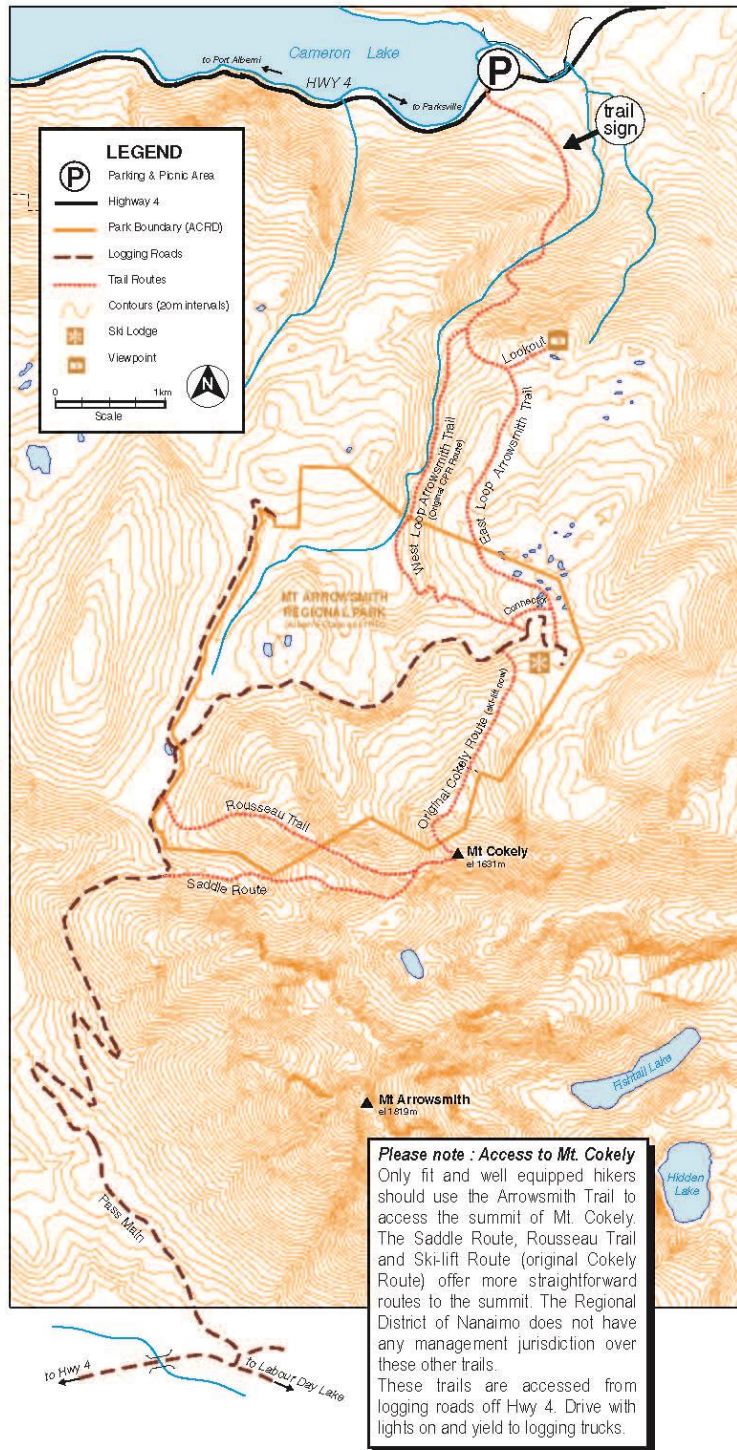 Cameron Lake
to Port Alberni
HWY 4
to Parksville
P
trail
sign
LEGEND
P Parking & Picnic Area
Highway 4
Park Boundary (ACRD)
Logging Roads
Trail Routes
Contours (20m intervals)
Ski Lodge
Viewpoint
N
0 1km
Scale
Lookout
West Loop Arrowsmith Trail
(Original CPR Route)
East Loop Arrowsmith Trail
MT ARROWSMITH
REGIONAL PARK
Connector
Original Cokely Route (ski-lift now)
Rousseau Trail
Mt Cokely
el 1631m
Saddle Route
Fishtail Lake
Mt Arrowsmith
el 1819m
Hidden
Lake
Pass Main
Please note : Access to Mt. Cokely
Only fit and well equipped hikers
should use the Arrowsmith Trail to
access the summit of Mt. Cokely.
The Saddle Route, Rousseau Trail
and Ski-lift Route (original Cokely
Route) offer more straightforward
routes to the summit. The Regional
District of Nanaimo does not have
any management jurisdiction over
these other trails.
These trails are accessed from
logging roads off Hwy 4. Drive with
lights on and yield to logging trucks.
to Hwy 4
to Labour Day Lake